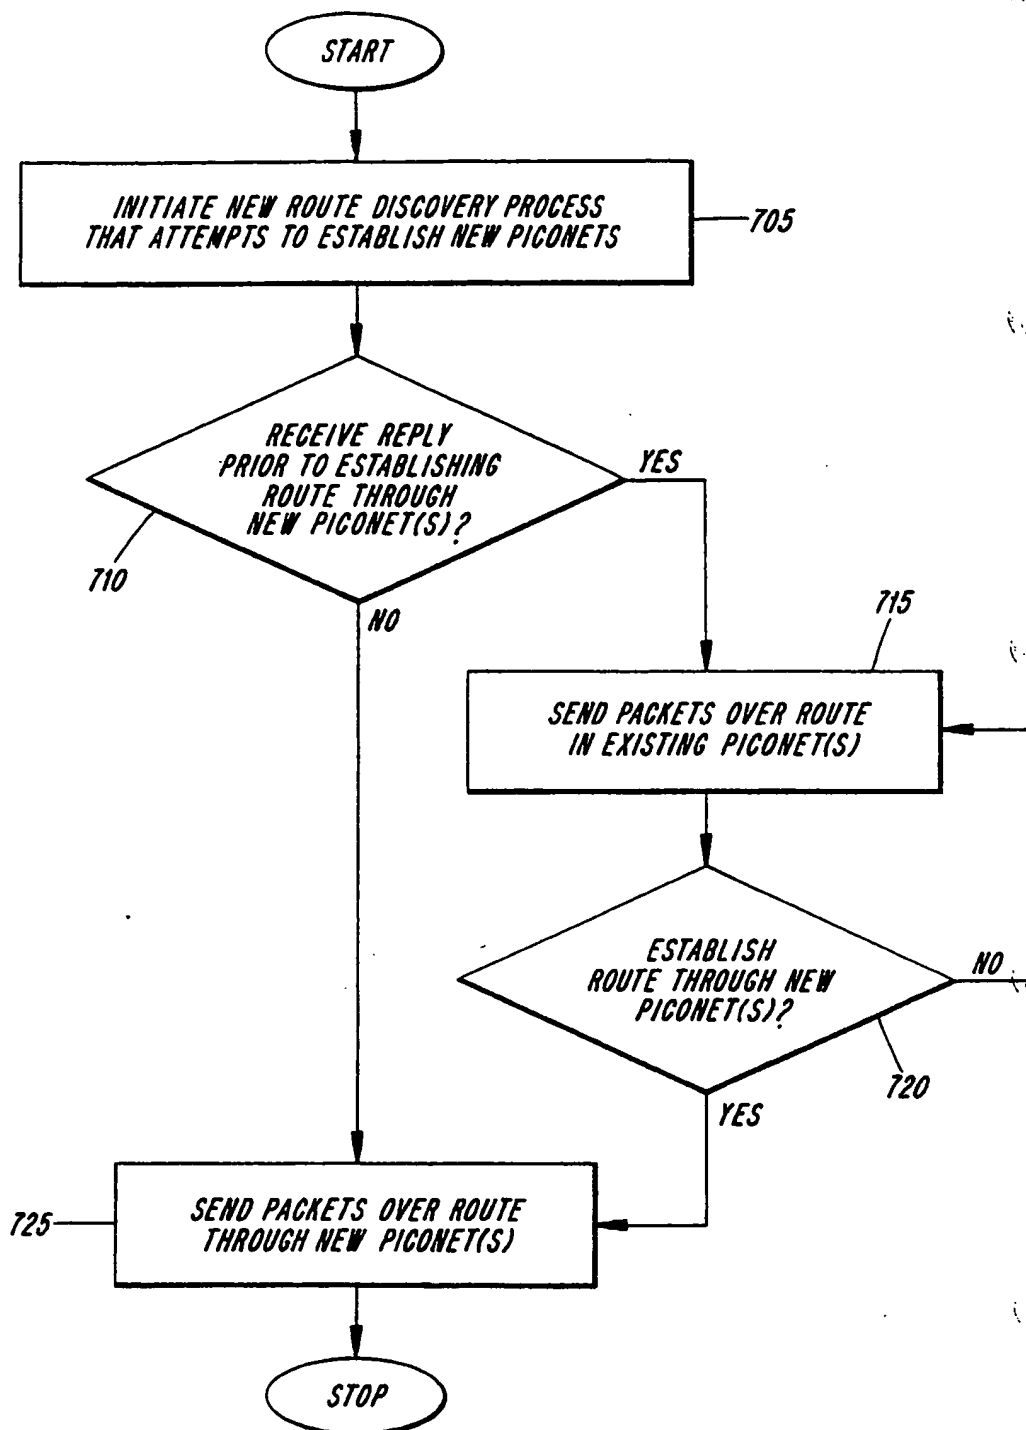 START
INITIATE NEW ROUTE DISCOVERY PROCESS
THAT ATTEMPTS TO ESTABLISH NEW PICONETS
705
RECEIVE REPLY
PRIOR TO ESTABLISHING
ROUTE THROUGH
NEW PICONET(S)?
YES
710
NO
715
SEND PACKETS OVER ROUTE
IN EXISTING PICONET(S)
ESTABLISH
ROUTE THROUGH NEW
PICONET(S)?
NO
720
YES
725
SEND PACKETS OVER ROUTE
THROUGH NEW PICONET(S)
STOP